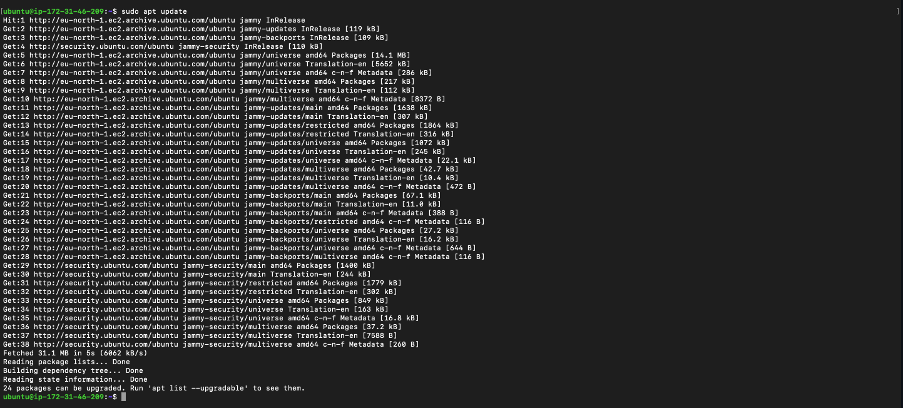 [ubuntu@ip-172-31-46-209:~$ sudo apt update ]
Hit:1 http://eu-north-1.ec2.archive.ubuntu.com/ubuntu jammy InRelease
Get:2 http://eu-north-1.ec2.archive.ubuntu.com/ubuntu jammy-updates InRelease [119 kB]
Get:3 http://eu-north-1.ec2.archive.ubuntu.com/ubuntu jammy-backports InRelease [109 kB]
Get:4 http://security.ubuntu.com/ubuntu jammy-security InRelease [110 kB]
Get:5 http://eu-north-1.ec2.archive.ubuntu.com/ubuntu jammy/universe amd64 Packages [14.1 MB]
Get:6 http://eu-north-1.ec2.archive.ubuntu.com/ubuntu jammy/universe Translation-en [5652 kB]
Get:7 http://eu-north-1.ec2.archive.ubuntu.com/ubuntu jammy/universe amd64 c-n-f Metadata [286 kB]
Get:8 http://eu-north-1.ec2.archive.ubuntu.com/ubuntu jammy/multiverse amd64 Packages [217 kB]
Get:9 http://eu-north-1.ec2.archive.ubuntu.com/ubuntu jammy/multiverse Translation-en [112 kB]
Get:10 http://eu-north-1.ec2.archive.ubuntu.com/ubuntu jammy/multiverse amd64 c-n-f Metadata [8372 B]
Get:11 http://eu-north-1.ec2.archive.ubuntu.com/ubuntu jammy-updates/main amd64 Packages [1638 kB]
Get:12 http://eu-north-1.ec2.archive.ubuntu.com/ubuntu jammy-updates/main Translation-en [307 kB]
Get:13 http://eu-north-1.ec2.archive.ubuntu.com/ubuntu jammy-updates/restricted amd64 Packages [1864 kB]
Get:14 http://eu-north-1.ec2.archive.ubuntu.com/ubuntu jammy-updates/restricted Translation-en [316 kB]
Get:15 http://eu-north-1.ec2.archive.ubuntu.com/ubuntu jammy-updates/universe amd64 Packages [1072 kB]
Get:16 http://eu-north-1.ec2.archive.ubuntu.com/ubuntu jammy-updates/universe Translation-en [245 kB]
Get:17 http://eu-north-1.ec2.archive.ubuntu.com/ubuntu jammy-updates/universe amd64 c-n-f Metadata [22.1 kB]
Get:18 http://eu-north-1.ec2.archive.ubuntu.com/ubuntu jammy-updates/multiverse amd64 Packages [42.7 kB]
Get:19 http://eu-north-1.ec2.archive.ubuntu.com/ubuntu jammy-updates/multiverse Translation-en [10.4 kB]
Get:20 http://eu-north-1.ec2.archive.ubuntu.com/ubuntu jammy-updates/multiverse amd64 c-n-f Metadata [472 B]
Get:21 http://eu-north-1.ec2.archive.ubuntu.com/ubuntu jammy-backports/main amd64 Packages [67.1 kB]
Get:22 http://eu-north-1.ec2.archive.ubuntu.com/ubuntu jammy-backports/main Translation-en [11.0 kB]
Get:23 http://eu-north-1.ec2.archive.ubuntu.com/ubuntu jammy-backports/main amd64 c-n-f Metadata [388 B]
Get:24 http://eu-north-1.ec2.archive.ubuntu.com/ubuntu jammy-backports/restricted amd64 c-n-f Metadata [116 B]
Get:25 http://eu-north-1.ec2.archive.ubuntu.com/ubuntu jammy-backports/universe amd64 Packages [27.2 kB]
Get:26 http://eu-north-1.ec2.archive.ubuntu.com/ubuntu jammy-backports/universe Translation-en [16.2 kB]
Get:27 http://eu-north-1.ec2.archive.ubuntu.com/ubuntu jammy-backports/universe amd64 c-n-f Metadata [644 B]
Get:28 http://eu-north-1.ec2.archive.ubuntu.com/ubuntu jammy-backports/multiverse amd64 c-n-f Metadata [116 B]
Get:29 http://security.ubuntu.com/ubuntu jammy-security/main amd64 Packages [1400 kB]
Get:30 http://security.ubuntu.com/ubuntu jammy-security/main Translation-en [244 kB]
Get:31 http://security.ubuntu.com/ubuntu jammy-security/restricted amd64 Packages [1779 kB]
Get:32 http://security.ubuntu.com/ubuntu jammy-security/restricted Translation-en [302 kB]
Get:33 http://security.ubuntu.com/ubuntu jammy-security/universe amd64 Packages [849 kB]
Get:34 http://security.ubuntu.com/ubuntu jammy-security/universe Translation-en [163 kB]
Get:35 http://security.ubuntu.com/ubuntu jammy-security/universe amd64 c-n-f Metadata [16.8 kB]
Get:36 http://security.ubuntu.com/ubuntu jammy-security/multiverse amd64 Packages [37.2 kB]
Get:37 http://security.ubuntu.com/ubuntu jammy-security/multiverse Translation-en [7588 B]
Get:38 http://security.ubuntu.com/ubuntu jammy-security/multiverse amd64 c-n-f Metadata [260 B]
Fetched 31.1 MB in 5s (6062 kB/s)
Reading package lists... Done
Building dependency tree... Done
Reading state information... Done
24 packages can be upgraded. Run 'apt list --upgradable' to see them.
ubuntu@ip-172-31-46-209:~$